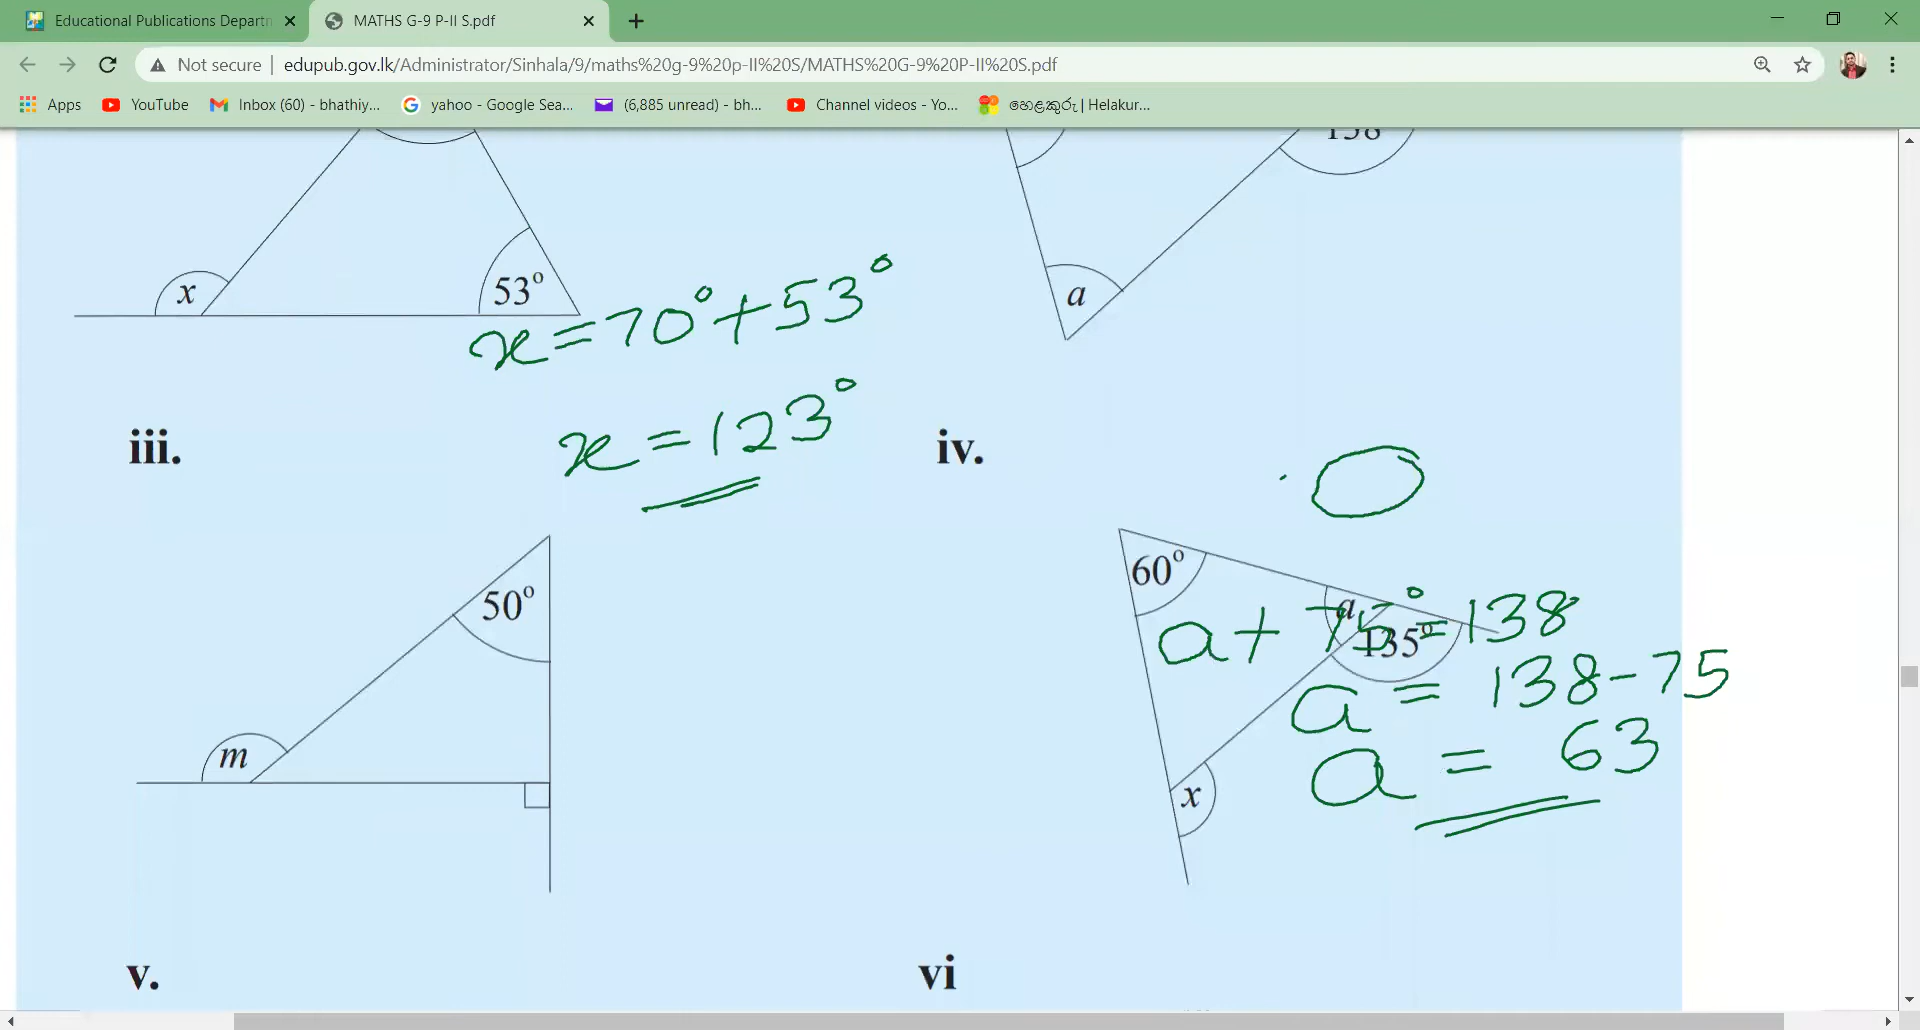 Educational Publications Departn
MATHS G-9 P-II S.pdf
Not secure | edupub.gov.lk/Administrator/Sinhala/9/maths%20g-9%20p-II%20S/MATHS%20G-9%20P-II%20S.pdf
Apps YouTube Inbox (60) - bhathiy... yahoo - Google Sea... (6,885 unread) - bh... Channel videos - Yo... හෙළකුරු | Helakur...
138
x
53°
a
x = 70° + 53°
x = 123°
iii.
iv.
50°
m
60°
a
135°
x
a + 75° = 138
a = 138 - 75
a = 63
v.
vi